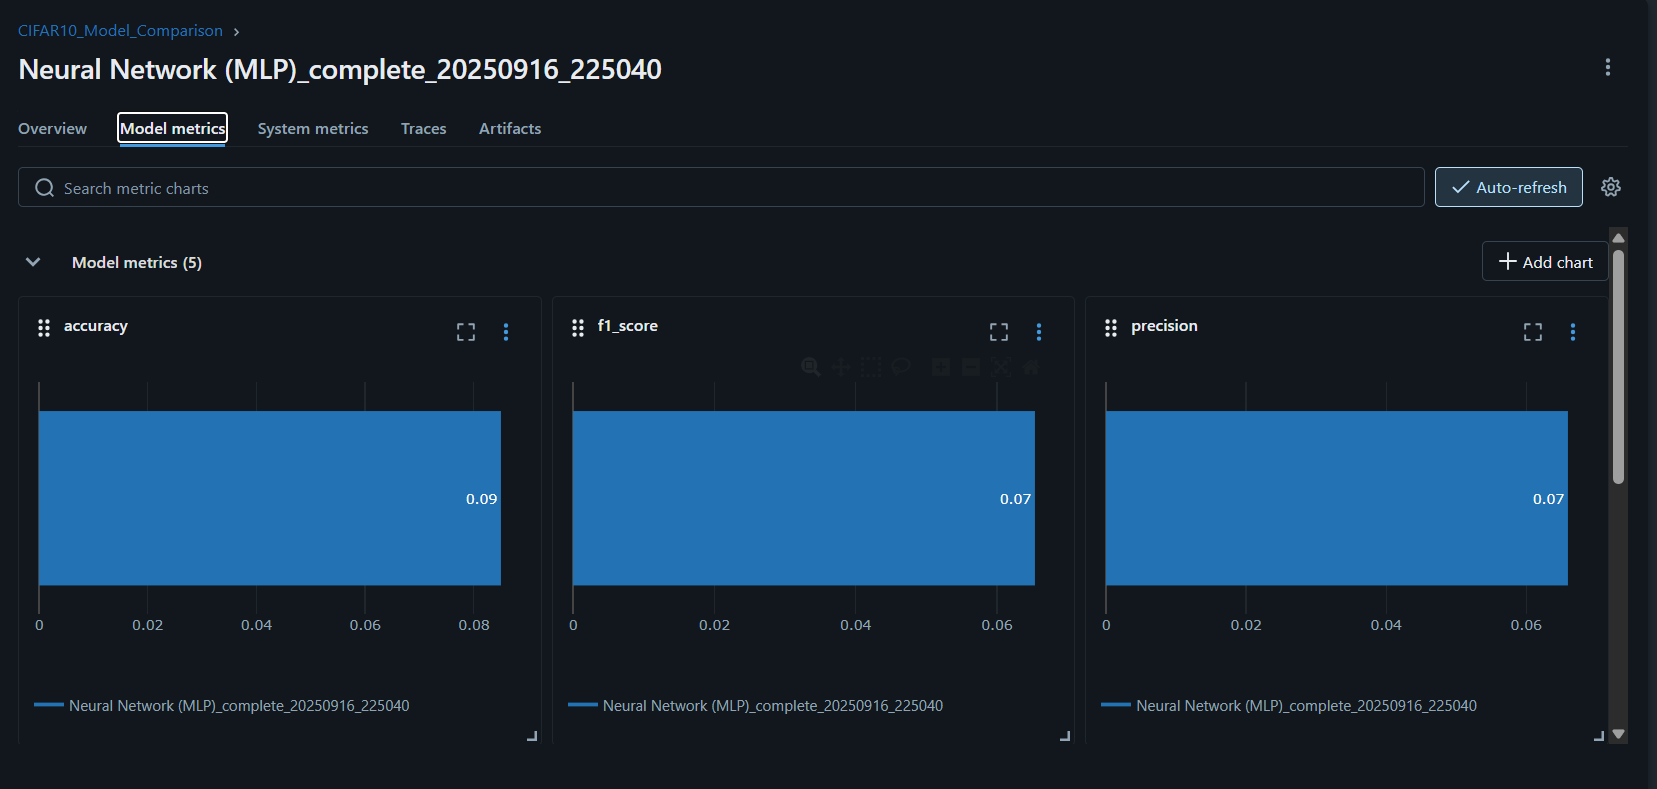 CIFAR10_Model_Comparison
Neural Network (MLP)_complete_20250916_225040
Overview Model metrics System metrics Traces Artifacts
Search metric charts Auto-refresh
Model metrics (5) Add chart
accuracy
0.09
0 0.02 0.04 0.06 0.08
Neural Network (MLP)_complete_20250916_225040
f1_score
0.07
0 0.02 0.04 0.06
Neural Network (MLP)_complete_20250916_225040
precision
0.07
0 0.02 0.04 0.06
Neural Network (MLP)_complete_20250916_225040